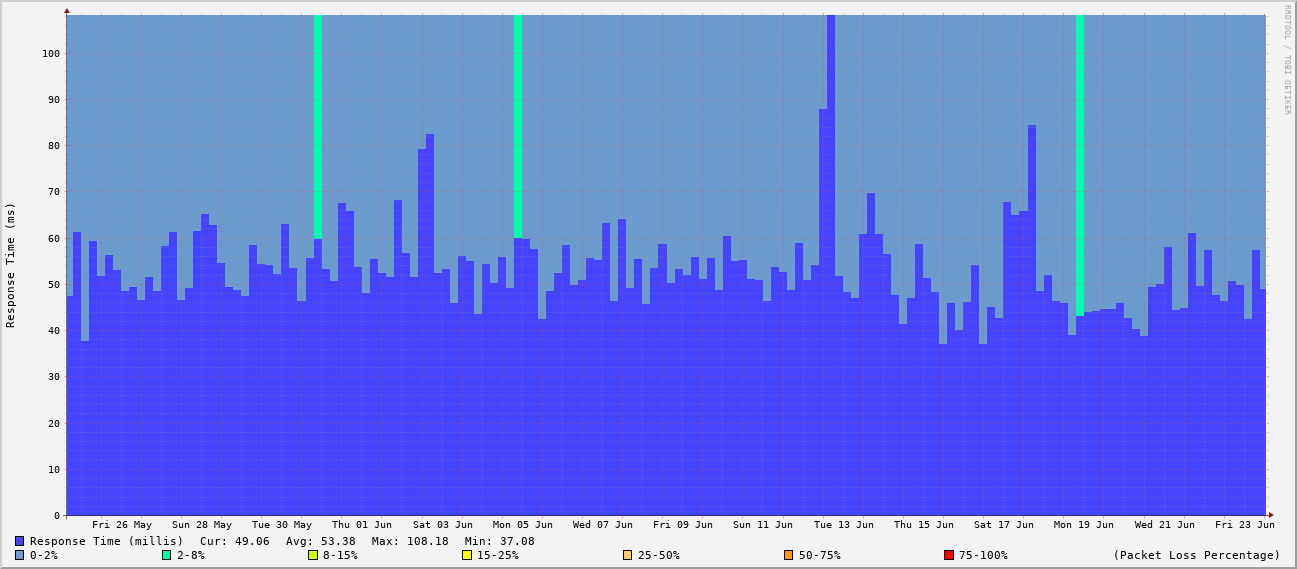 RRDTOOL / TOBI OETIKER
Response Time (ms)
100
90
80
70
60
50
40
30
20
10
0
Fri 26 May Sun 28 May Tue 30 May Thu 01 Jun Sat 03 Jun Mon 05 Jun Wed 07 Jun Fri 09 Jun Sun 11 Jun Tue 13 Jun Thu 15 Jun Sat 17 Jun Mon 19 Jun Wed 21 Jun Fri 23 Jun
Response Time (millis) Cur: 49.06 Avg: 53.38 Max: 108.18 Min: 37.08
0-2% 2-8% 8-15% 15-25% 25-50% 50-75% 75-100% (Packet Loss Percentage)